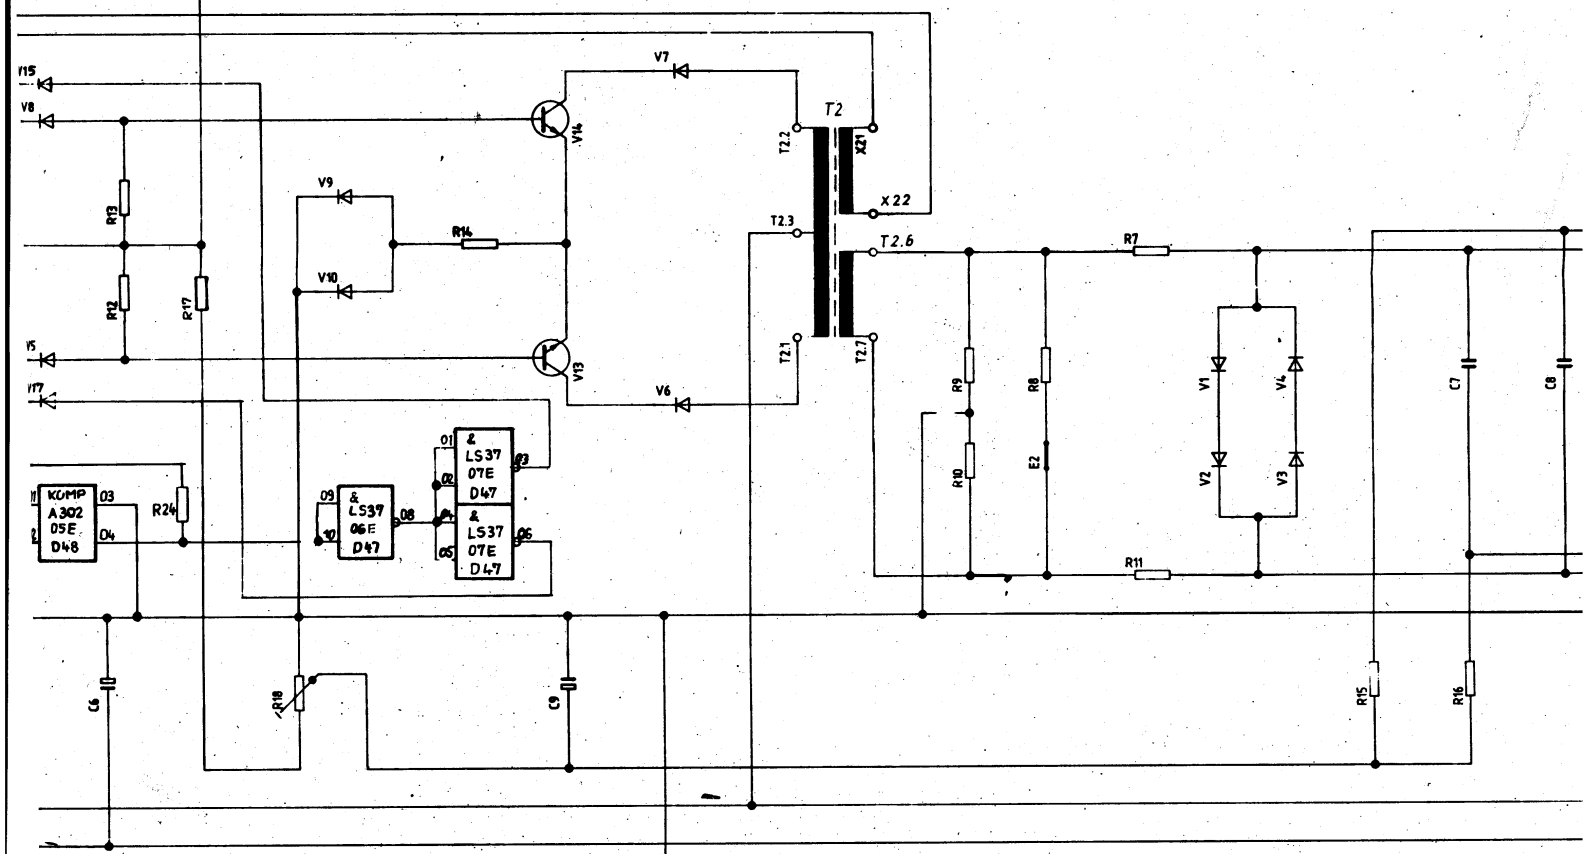 V15
V8
V7
T2
V14
T2.2
X21
V9
R13
X22
T2.3
R14
T2.6
R7
V10
R12
R17
V5
V13
T2.1
T2.7
V17
V6
R9
R8
V1
V4
C7
C8
01
&
LS37
07E
D47
02
03
R10
E2
V2
V3
KOMP
A302
05E
D48
03
04
R24
09
10
&
LS37
06E
D47
08
04
05
&
LS37
07E
D47
06
R11
C6
R18
C9
R15
R16